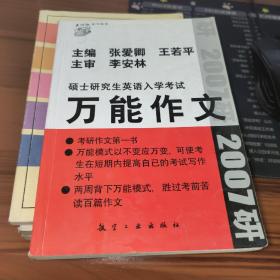 主编 张爱卿 王若平
主审 李安林
硕士研究生英语入学考试
万能作文
2007研
● 考研作文第一书
● 万能模式以不变应万变,可使考
生在短期内提高自己的考试写作
水平
● 两周背下万能模式,胜过考前苦
读百篇作文
航空工业出版社